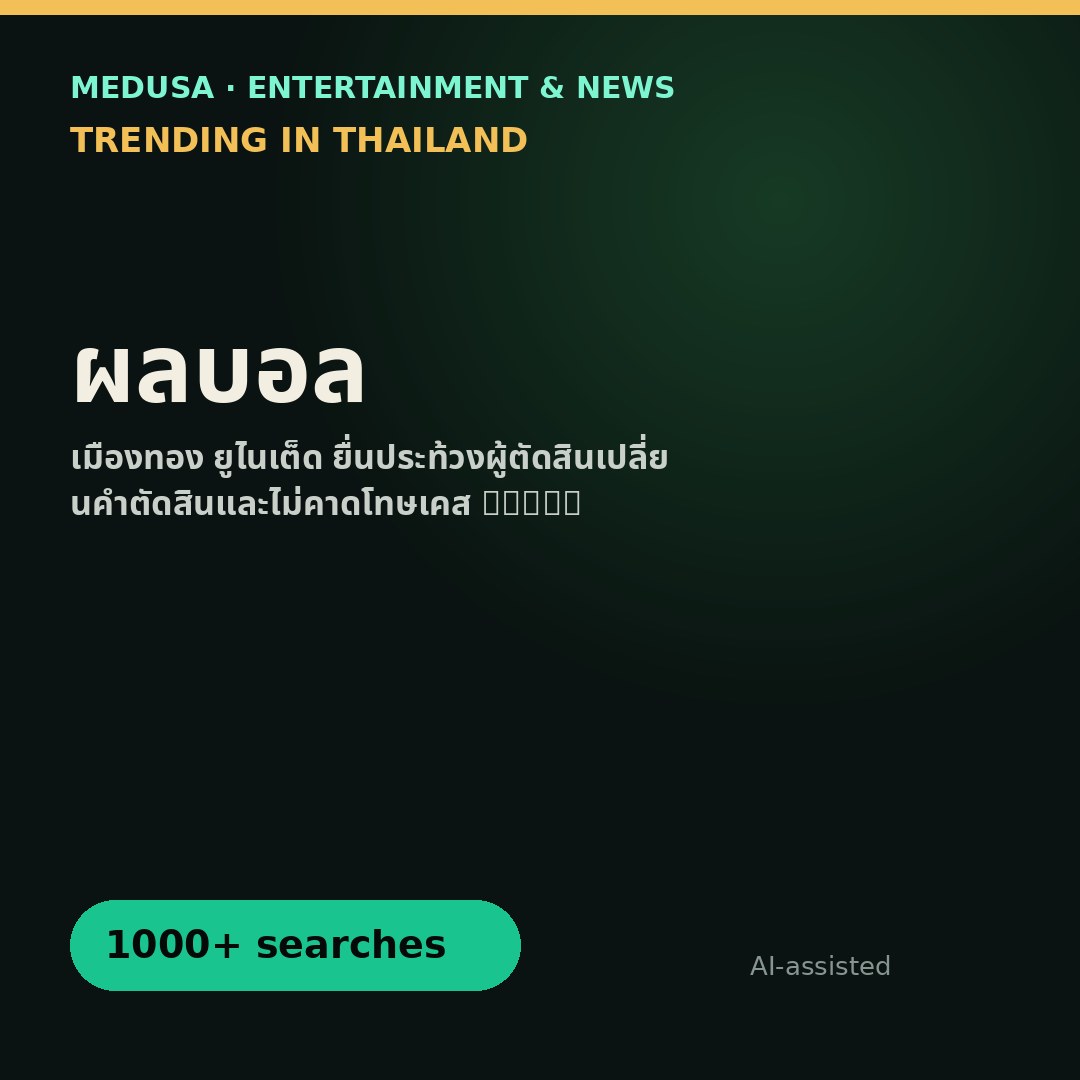 MEDUSA · ENTERTAINMENT & NEWS
TRENDING IN THAILAND
ผลบอล
เมืองทอง ยูไนเต็ด ยื่นประท้วงผู้ตัดสินเปลี่ย
นคำตัดสินและไม่คาดโทษเคส
1000+ searches
AI-assisted